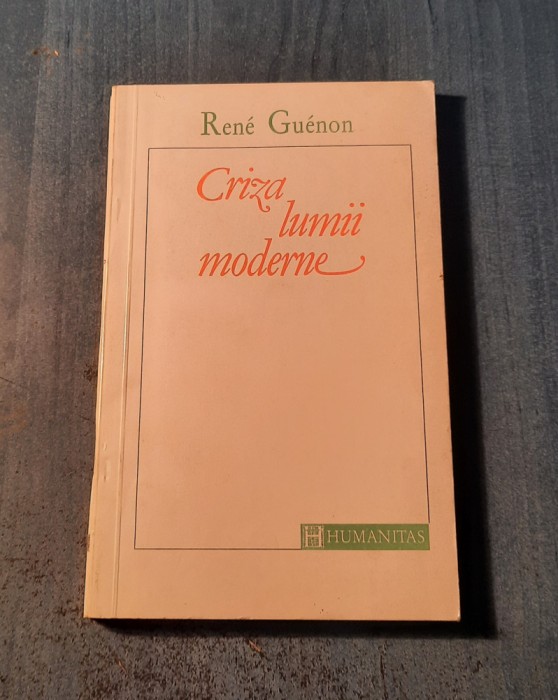 René Guénon
Criza
lumii
moderne
HUMANITAS